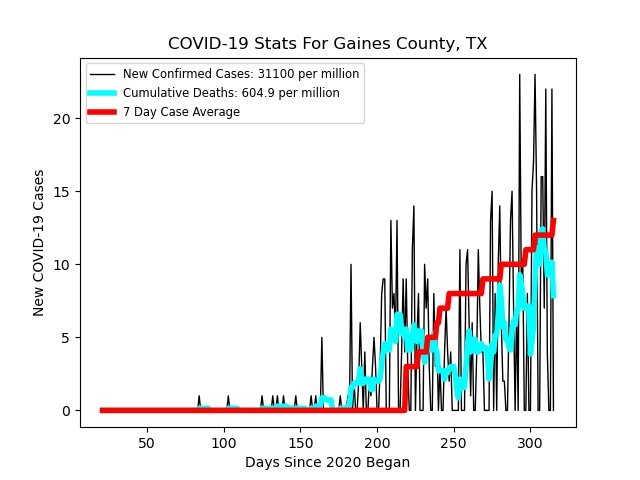 COVID-19 Stats For Gaines County, TX
New Confirmed Cases: 31100 per million
Cumulative Deaths: 604.9 per million
7 Day Case Average
New COVID-19 Cases
20
15
10
5
0
50 100 150 200 250 300
Days Since 2020 Began